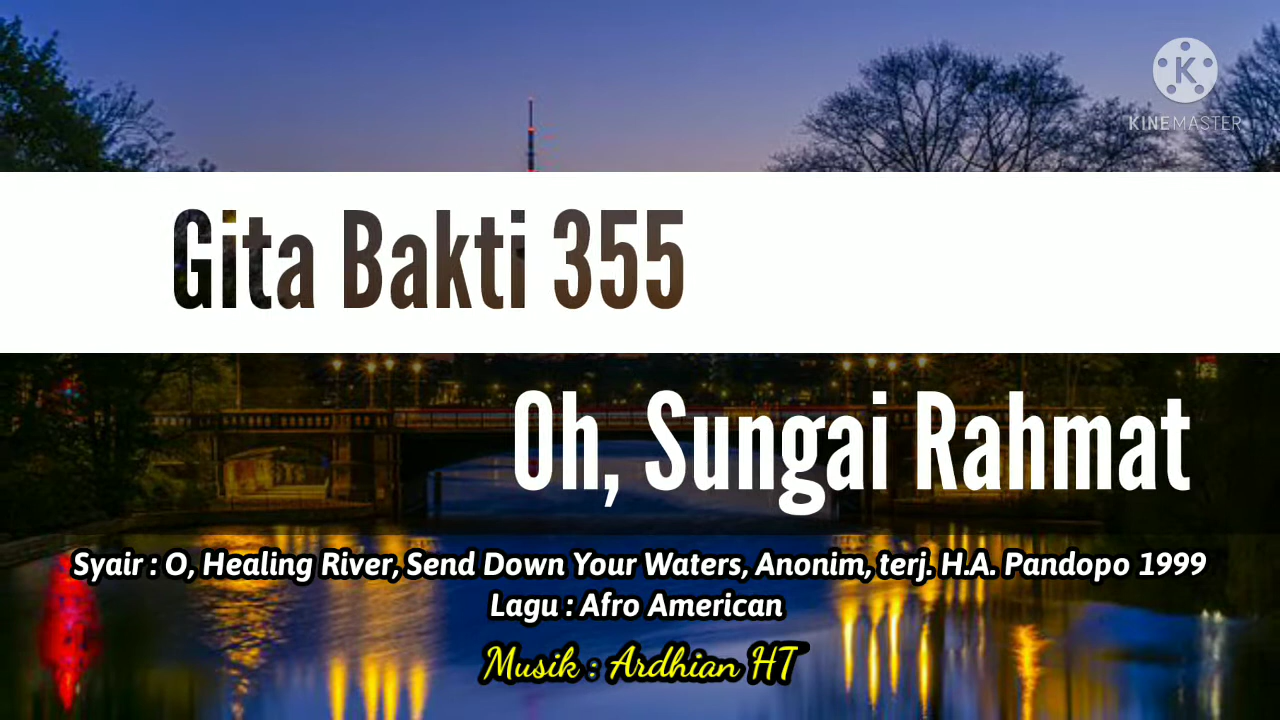 KINEMASTER
Gita Bakti 355
Oh, Sungai Rahmat
Syair : O, Healing River, Send Down Your Waters, Anonim, terj. H.A. Pandopo 1999
Lagu : Afro American
Musik : Ardhian HT